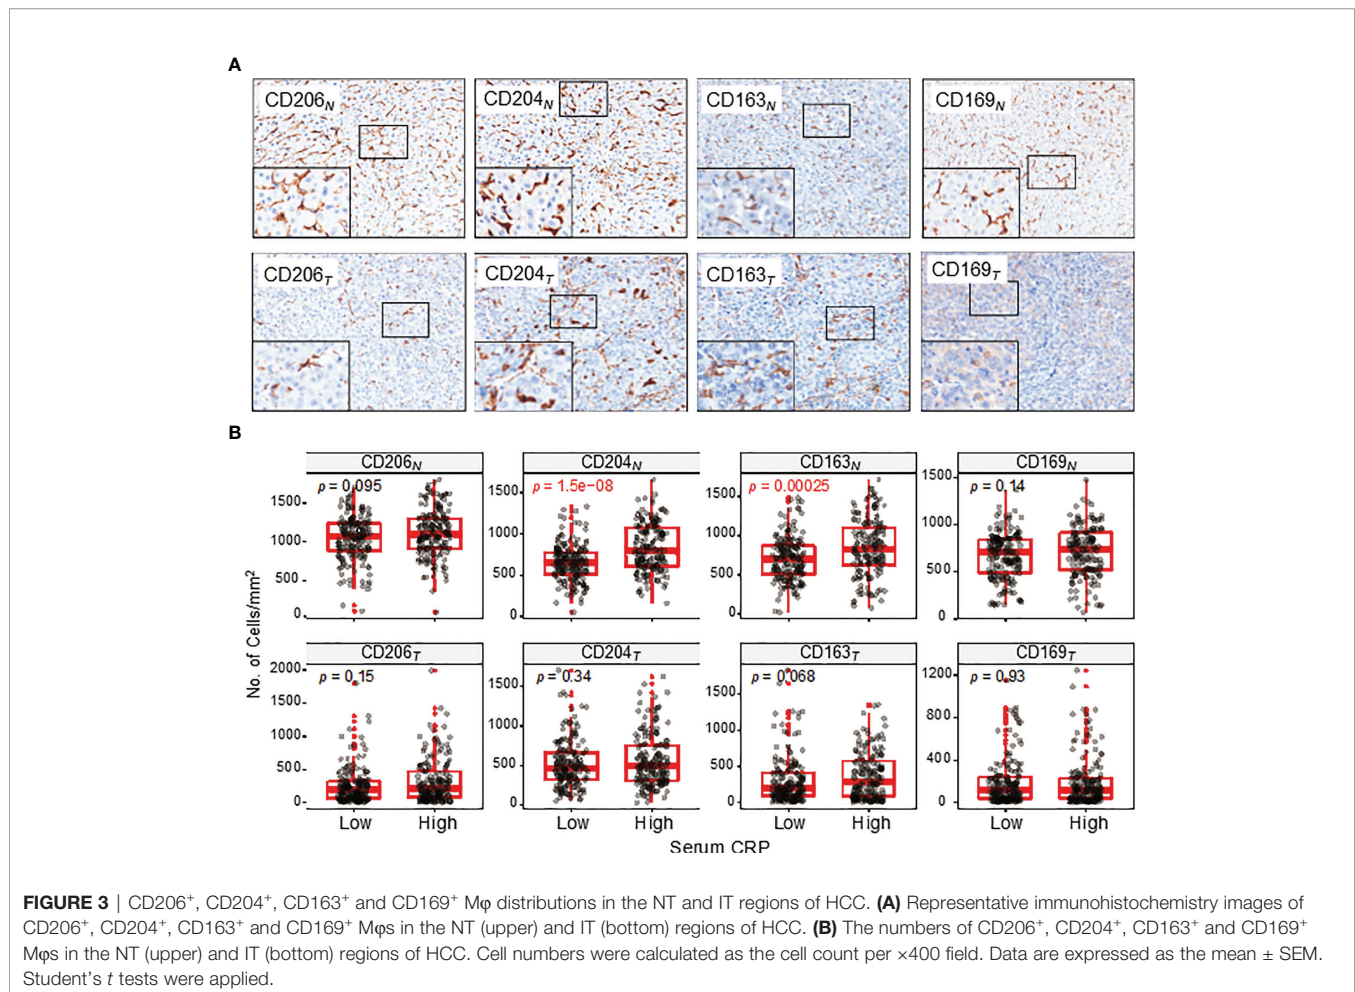 A
CD206N
CD204N
CD163N
CD169N
CD206T
CD204T
CD163T
CD169T
B
No. of Cells/mm2
CD206N
p = 0.095
1500
1000
500
0
CD204N
p = 1.5e−08
1500
1000
500
0
CD163N
p = 0.00025
1500
1000
500
0
CD169N
p = 0.14
1500
1000
500
0
CD206T
p = 0.15
2000
1500
1000
500
0
Low
High
CD204T
p = 0.34
1500
1000
500
0
Low
High
CD163T
p = 0.068
1500
1000
500
0
Low
High
CD169T
p = 0.93
1200
800
400
0
Low
High
Serum CRP
FIGURE 3 | CD206⁺, CD204⁺, CD163⁺ and CD169⁺ Mφ distributions in the NT and IT regions of HCC. (A) Representative immunohistochemistry images of
CD206⁺, CD204⁺, CD163⁺ and CD169⁺ Mφs in the NT (upper) and IT (bottom) regions of HCC. (B) The numbers of CD206⁺, CD204⁺, CD163⁺ and CD169⁺
Mφs in the NT (upper) and IT (bottom) regions of HCC. Cell numbers were calculated as the cell count per ×400 field. Data are expressed as the mean ± SEM.
Student's t tests were applied.